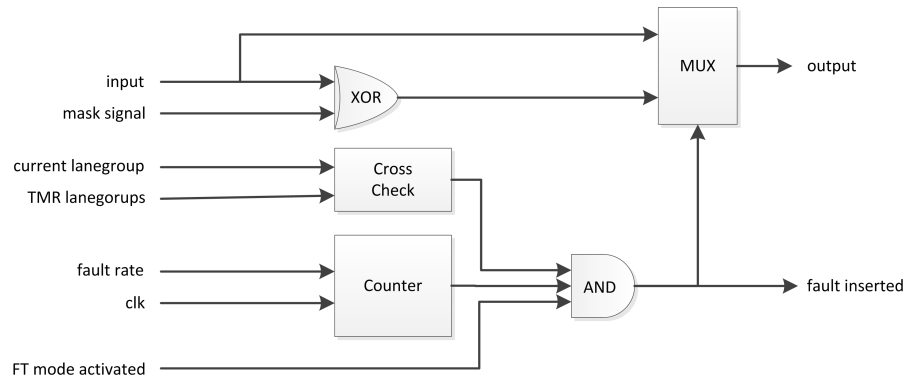 MUX
output
input
XOR
mask signal
current lanegroup
Cross
Check
TMR lanegorups
fault rate
Counter
AND
fault inserted
clk
FT mode activated